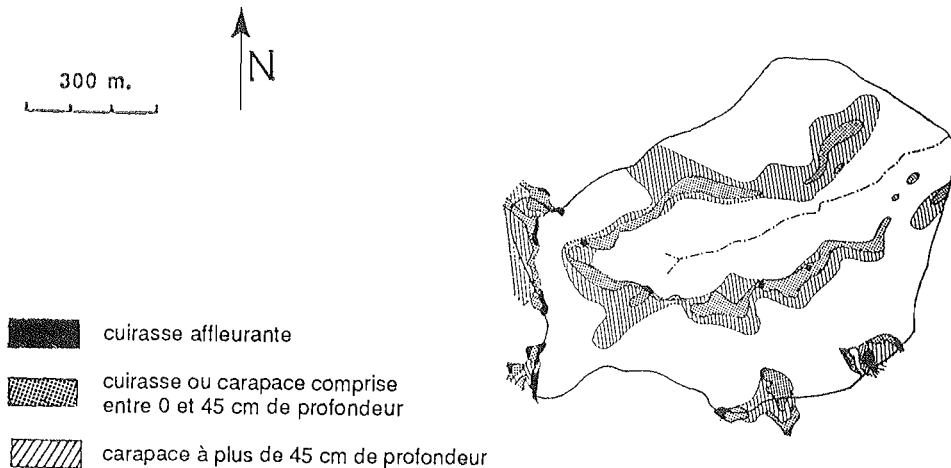 300 m.
N
cuirasse affleurante
cuirasse ou carapace comprise
entre 0 et 45 cm de profondeur
carapace à plus de 45 cm de profondeur